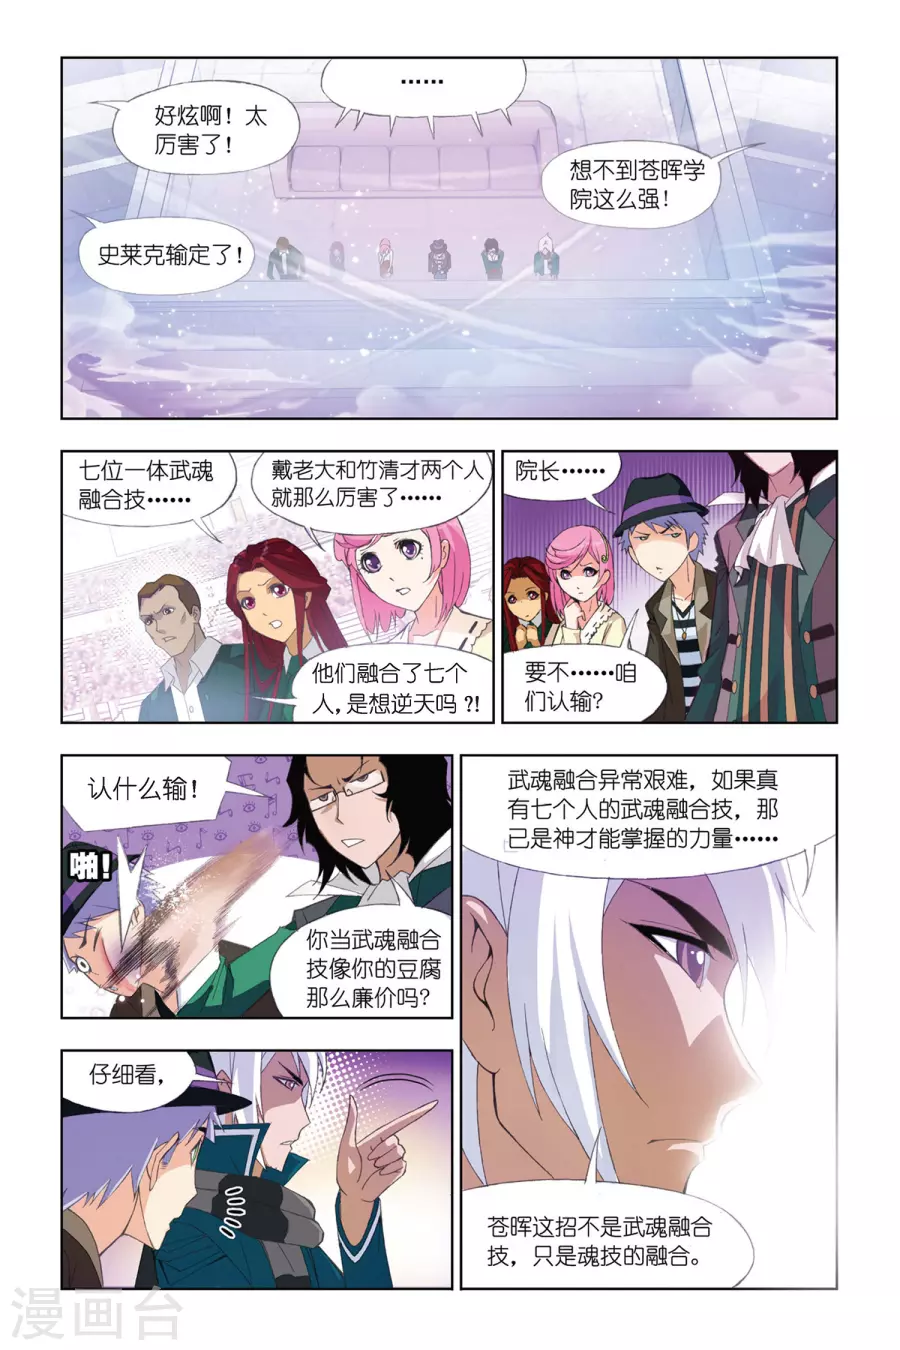 ……
好炫啊！太
厉害了！
想不到苍晖学
院这么强！
史莱克输定了！
七位一体武魂
融合技……
戴老大和竹清才两个人
就那么厉害了……
他们融合了七个
人，是想逆天吗?!
院长……
要不……咱
们认输？
认什么输！
啪！
你当武魂融合
技像你的豆腐
那么廉价吗？
武魂融合异常艰难，如果真
有七个人的武魂融合技，那
已是神才能掌握的力量……
仔细看，
苍晖这招不是武魂融合
技，只是魂技的融合。
漫画台